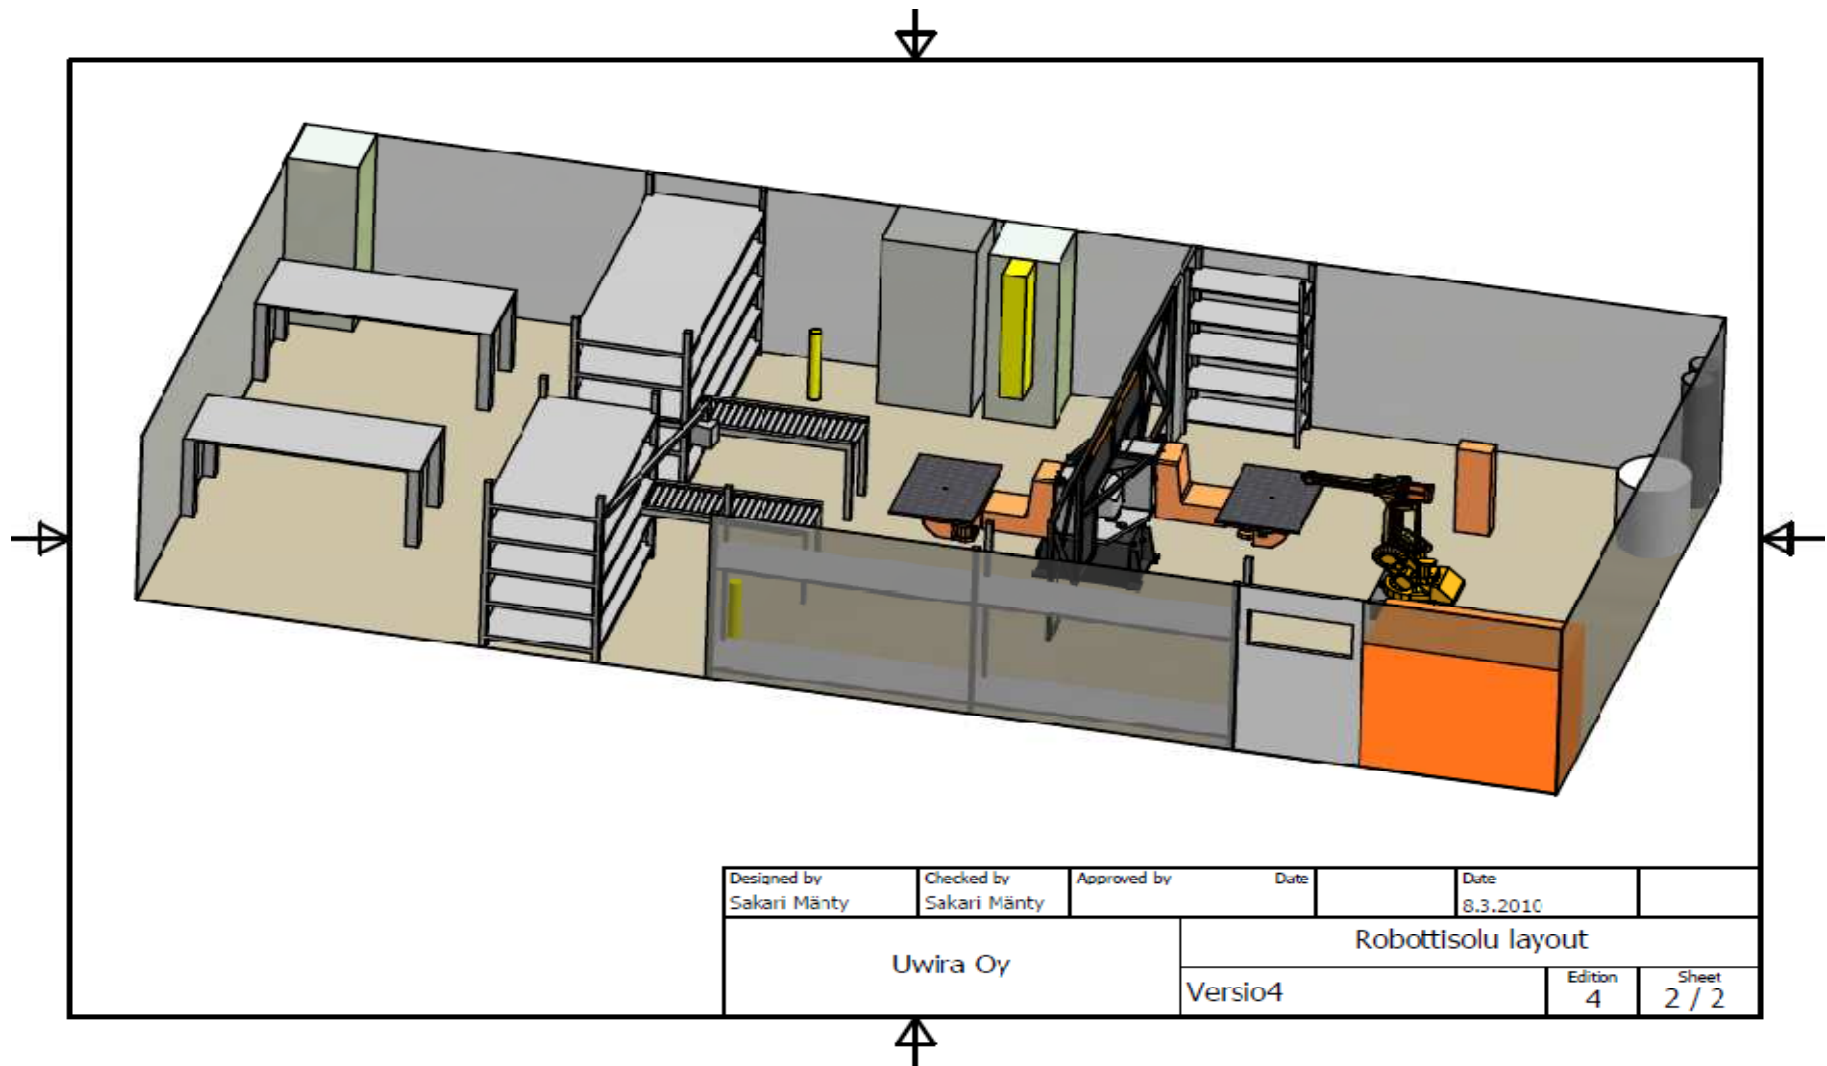 Designed by
Sakari Mänty
Checked by
Sakari Mänty
Approved by
Date
Date
8.3.2010
Uwira Oy
Robottisolu layout
Versio4
Edition
4
Sheet
2 / 2